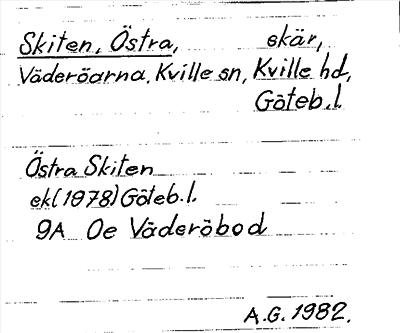 Skiten, Östra, skär,
Väderöarna, Kville sn, Kville hd,
Göteb.l.
Östra Skiten
ek(1978) Göteb.l.
9A Oe Väderöbod
A.G. 1982.